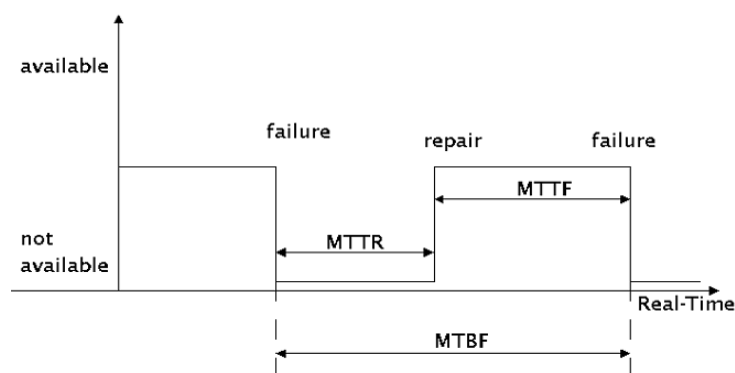 available
failure
repair
failure
MTTF
not
available
MTTR
Real-Time
MTBF